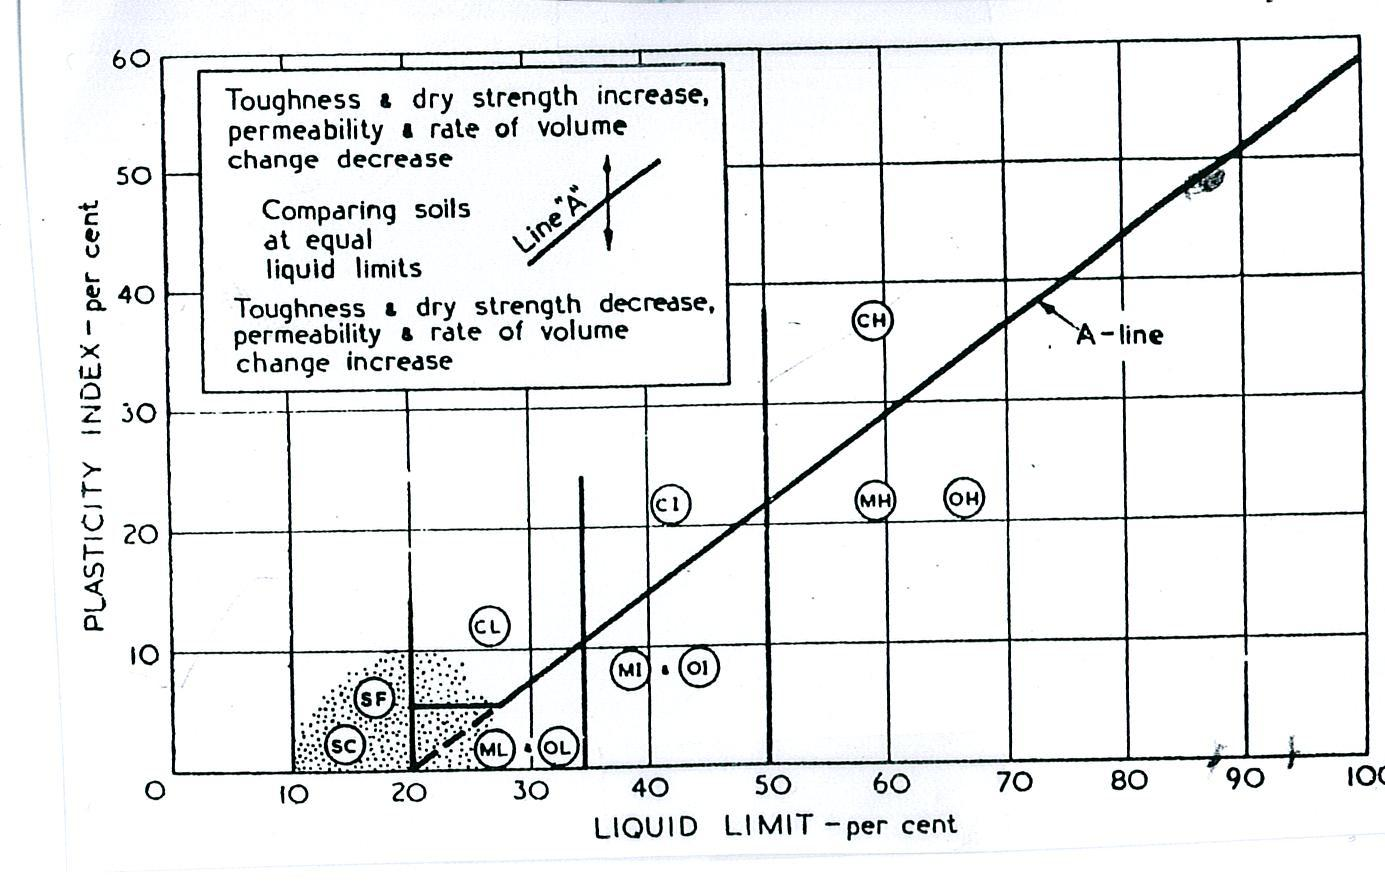 60
Toughness & dry strength increase,
permeability & rate of volume
change decrease
50
Comparing soils
at equal
liquid limits
Line "A"
40
Toughness & dry strength decrease,
permeability & rate of volume
change increase
CH
A-line
PLASTICITY INDEX - per cent
30
CI
MH
OH
20
CL
10
MI & OI
SF
SC
ML & OL
0
0 10 20 30 40 50 60 70 80 90
LIQUID LIMIT - per cent